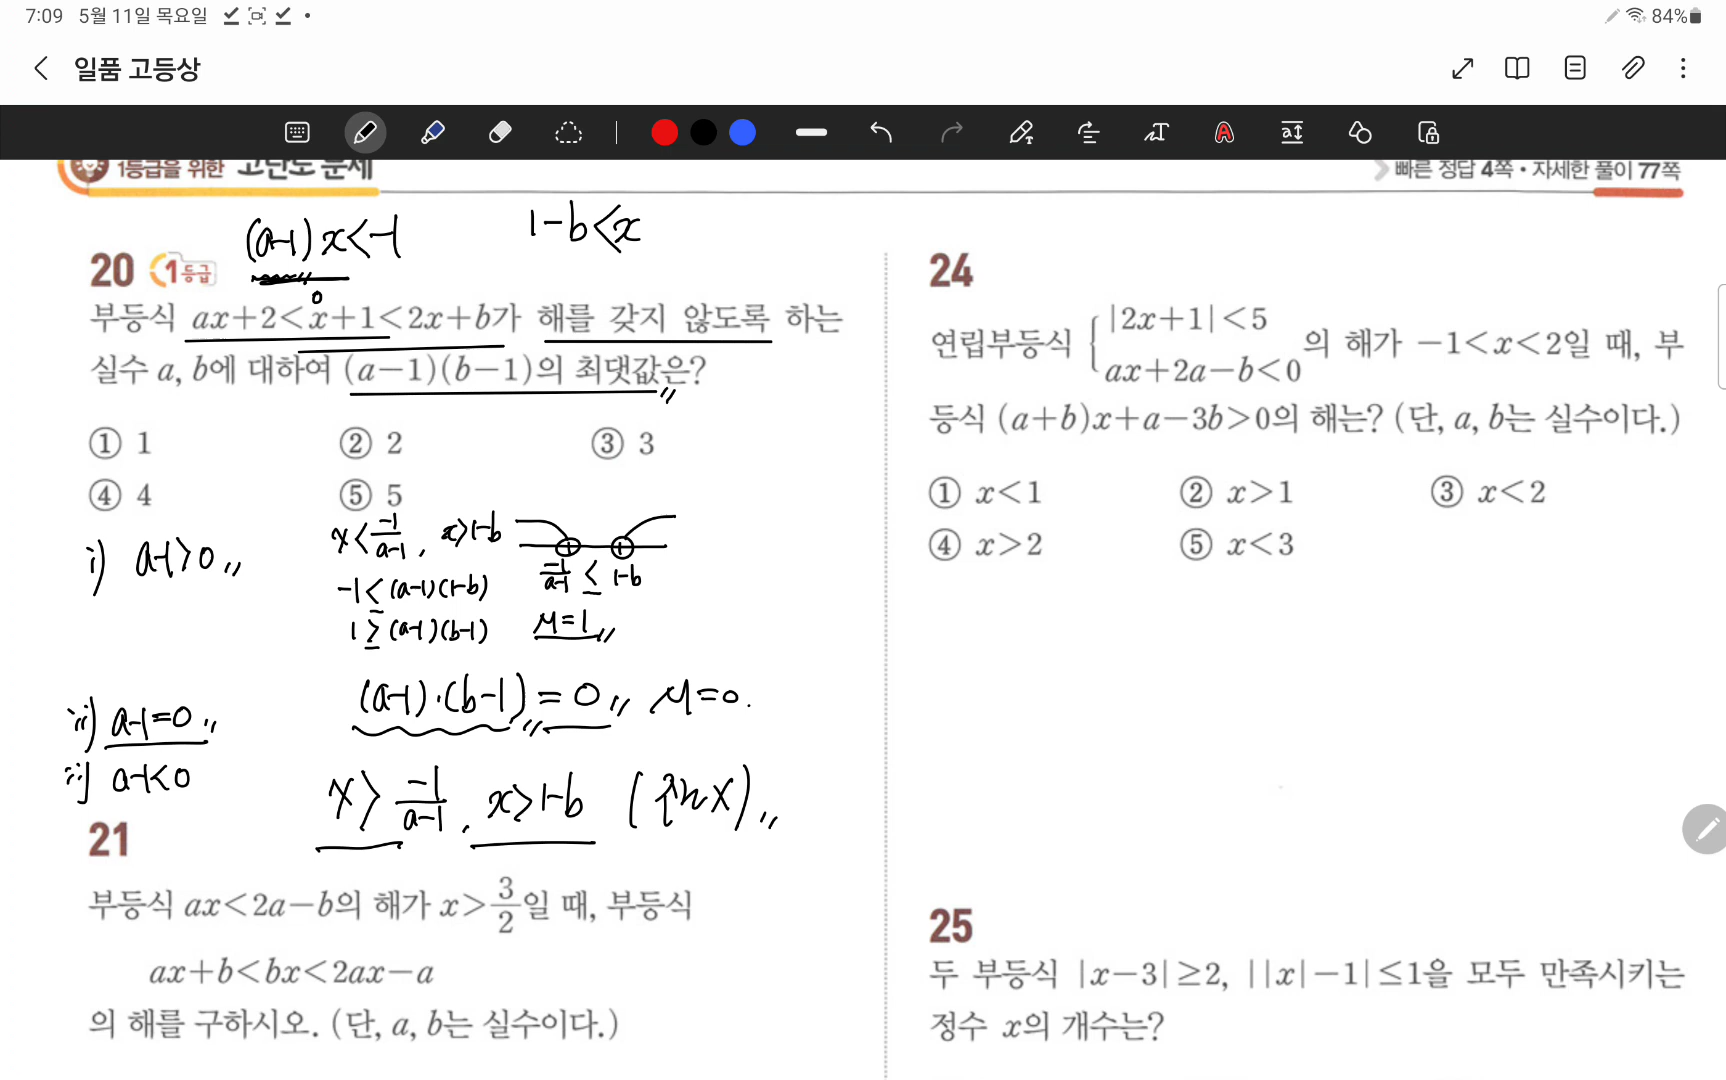 7:09 5월 11일 목요일
84%
일품 고등상
1등급을 위한 고난도 문제
빠른 정답 4쪽 • 자세한 풀이 77쪽
(a-1)x<-1
1-b<x
20 1등급
0
부등식 ax+2<x+1<2x+b가 해를 갖지 않도록 하는
실수 a, b에 대하여 (a-1)(b-1)의 최댓값은?
① 1 ② 2 ③ 3
④ 4 ⑤ 5
i) a-1>0
x<-1/(a-1), x>1-b
-1/(a-1) ≤ 1-b
-1≤(a-1)(1-b)
1≥(a-1)(b-1) M=1
ii) a-1=0
(a-1)·(b-1)=0 M=0.
iii) a-1<0
x>-1/(a-1), x>1-b
21
부등식 ax<2a-b의 해가 x>3/2일 때, 부등식
ax+b<bx<2ax-a
의 해를 구하시오. (단, a, b는 실수이다.)
24
연립부등식 { |2x+1|<5
ax+2a-b<0 의 해가 -1<x<2일 때, 부
등식 (a+b)x+a-3b>0의 해는? (단, a, b는 실수이다.)
① x<1 ② x>1 ③ x<2
④ x>2 ⑤ x<3
25
두 부등식 |x-3|≥2, ||x|-1|≤1을 모두 만족시키는
정수 x의 개수는?